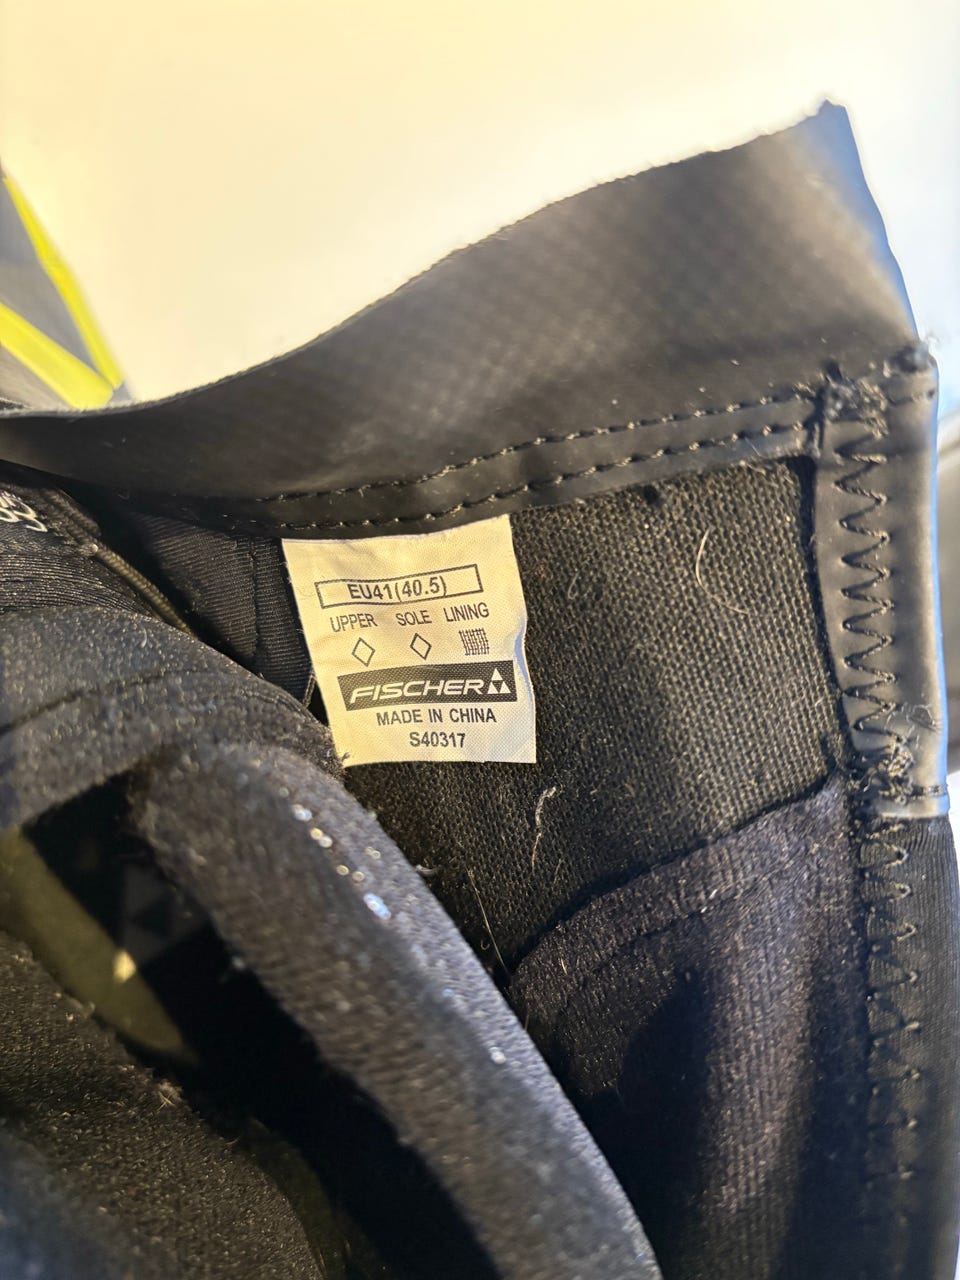 EU41(40.5)
UPPER SOLE LINING
FISCHER
MADE IN CHINA
S40317